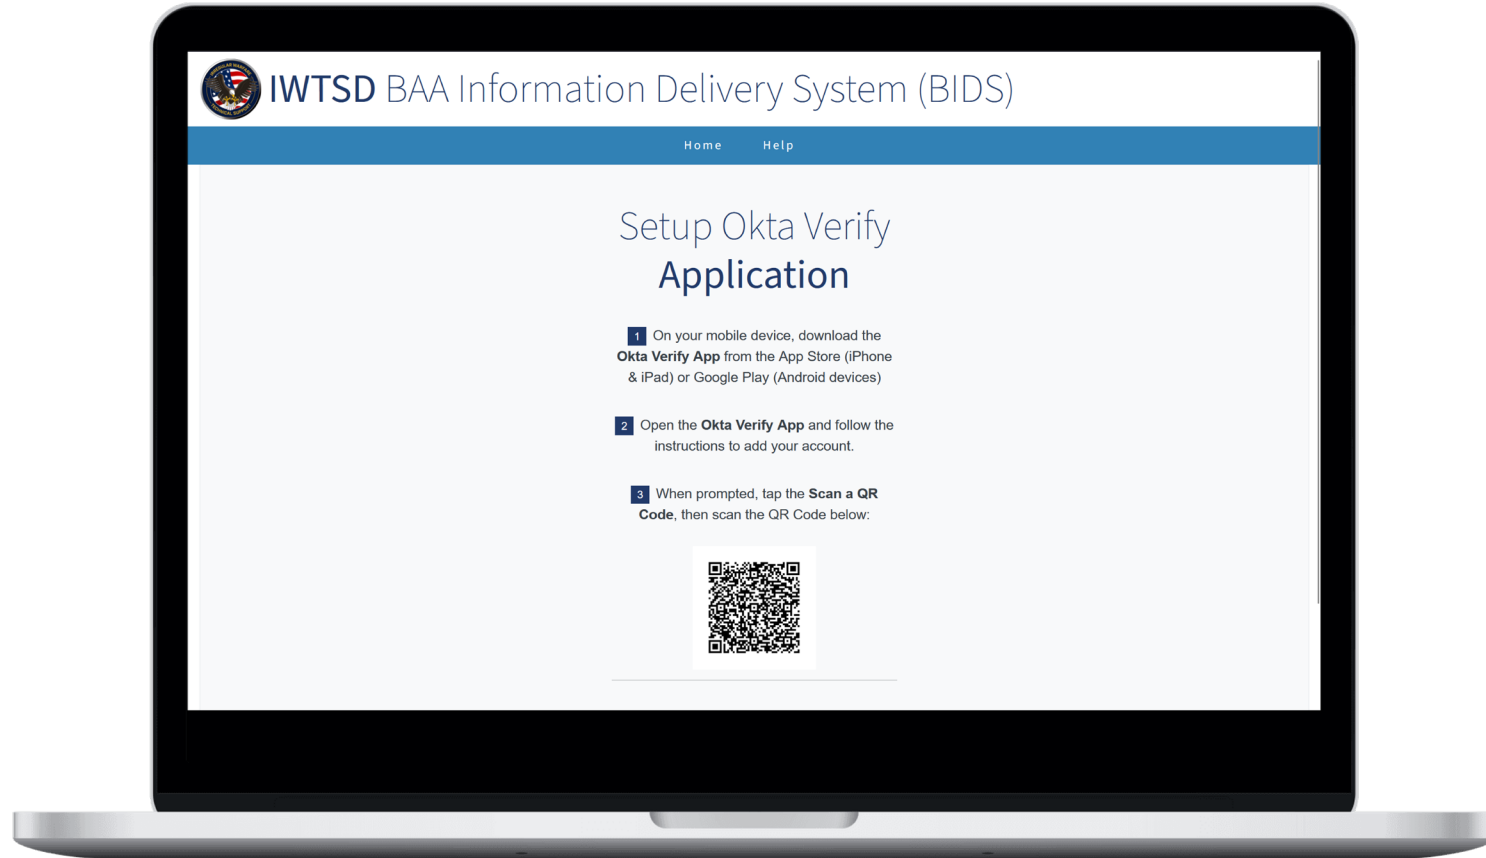 IWTSD BAA Information Delivery System (BIDS)
Home Help
Setup Okta Verify
Application
1 On your mobile device, download the
Okta Verify App from the App Store (iPhone
& iPad) or Google Play (Android devices)
2 Open the Okta Verify App and follow the
instructions to add your account.
3 When prompted, tap the Scan a QR
Code, then scan the QR Code below: